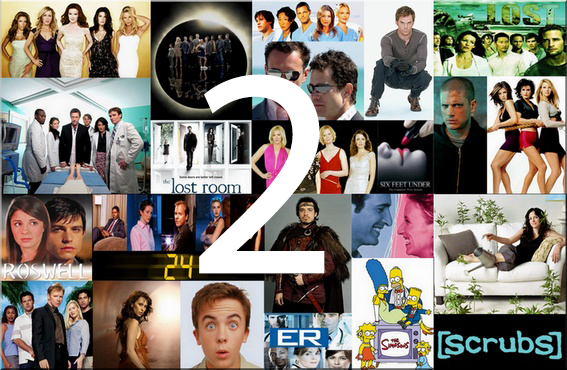 LOST
2
the lost room
SIX FEET UNDER
ROSWELL
24
ER
THE SIMPSONS
[scrubs]